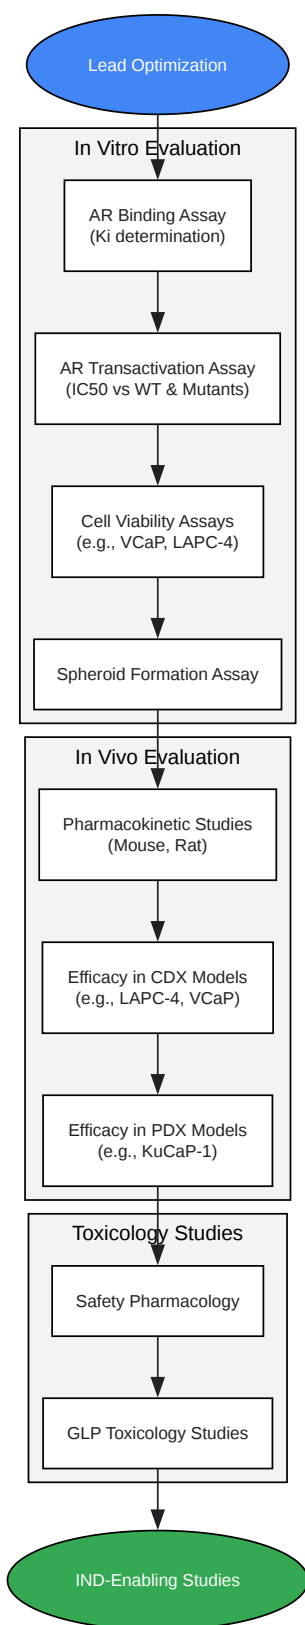 Lead Optimization
In Vitro Evaluation
AR Binding Assay
(Ki determination)
AR Transactivation Assay
(IC50 vs WT & Mutants)
Cell Viability Assays
(e.g., VCaP, LAPC-4)
Spheroid Formation Assay
In Vivo Evaluation
Pharmacokinetic Studies
(Mouse, Rat)
Efficacy in CDX Models
(e.g., LAPC-4, VCaP)
Efficacy in PDX Models
(e.g., KuCaP-1)
Toxicology Studies
Safety Pharmacology
GLP Toxicology Studies
IND-Enabling Studies